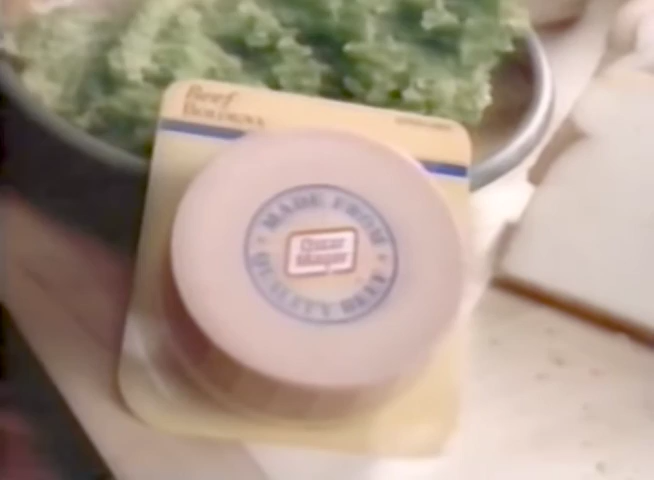 Beef
Bologna
MADE FROM
Oscar
Mayer
QUALITY BEEF